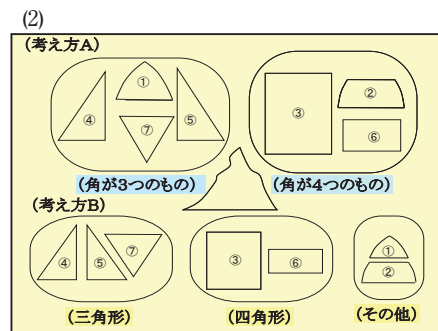 (2)
(考え方A)
①
④
⑦
⑤
③
②
⑥
(角が3つのもの)
(角が4つのもの)
(考え方B)
④
⑤
⑦
③
⑥
①
②
(三角形)
(四角形)
(その他)